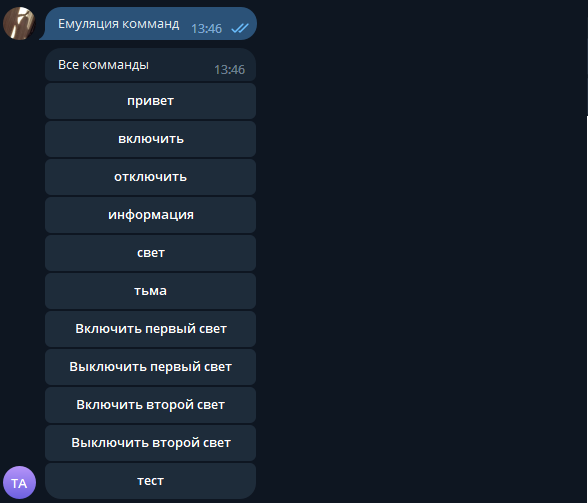 Емуляция комманд 13:46
Все комманды 13:46
привет
включить
отключить
информация
свет
тьма
Включить первый свет
Выключить первый свет
Включить второй свет
Выключить второй свет
тест
ТА